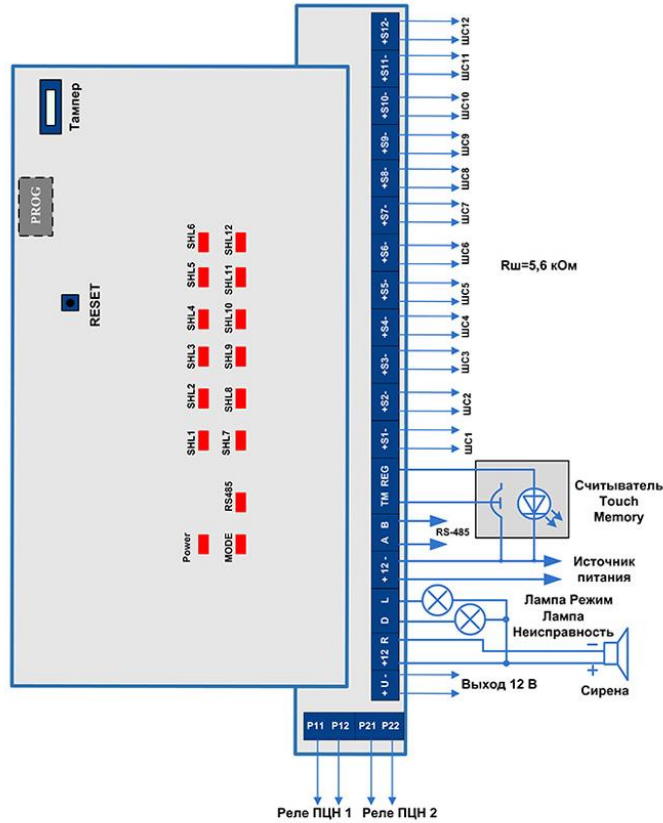 Тампер
PROG
RESET
SHL1 SHL2 SHL3 SHL4 SHL5 SHL6
SHL7 SHL8 SHL9 SHL10 SHL11 SHL12
Power
MODE RS485
+S12-
+S11-
+S10-
+S9-
+S8-
+S7-
+S6-
+S5-
+S4-
+S3-
+S2-
+S1-
TM REG
A B
+ 12 -
D L
+12 R
+ U -
ШС12
ШС11
ШС10
ШС9
ШС8
ШС7
ШС6
ШС5
ШС4
ШС3
ШС2
ШС1
Rш=5,6 кОм
Считыватель
Touch
Memory
RS-485
Источник
питания
Лампа Режим
Лампа
Неисправность
–
+
Сирена
Выход 12 В
P11 P12 P21 P22
Реле ПЦН 1 Реле ПЦН 2